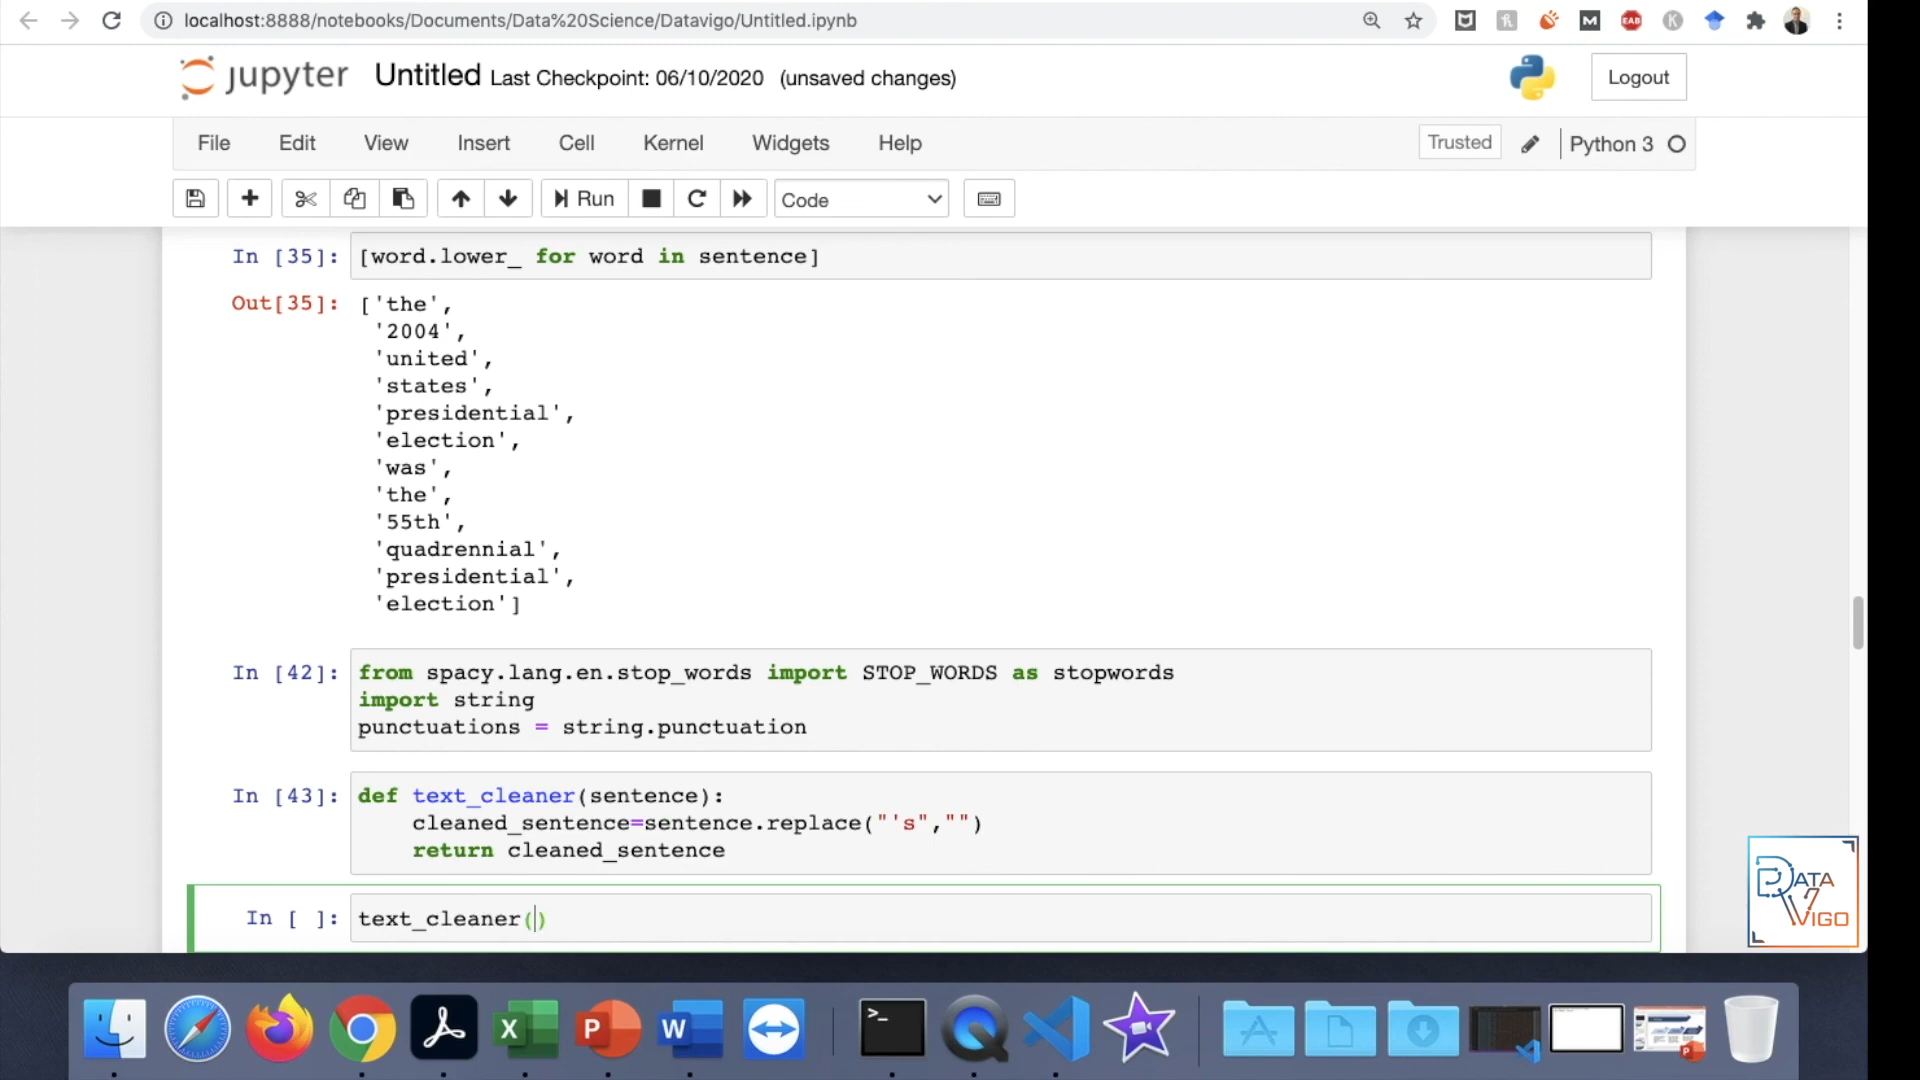 localhost:8888/notebooks/Documents/Data%20Science/Datavigo/Untitled.ipynb
jupyter Untitled Last Checkpoint: 06/10/2020 (unsaved changes) Logout
File Edit View Insert Cell Kernel Widgets Help Trusted Python 3
Run Code
In [35]: [word.lower_ for word in sentence]
Out[35]: ['the',
'2004',
'united',
'states',
'presidential',
'election',
'was',
'the',
'55th',
'quadrennial',
'presidential',
'election']
In [42]: from spacy.lang.en.stop_words import STOP_WORDS as stopwords
import string
punctuations = string.punctuation
In [43]: def text_cleaner(sentence):
cleaned_sentence=sentence.replace("'s","")
return cleaned_sentence
In [ ]: text_cleaner()
DATA
VIGO